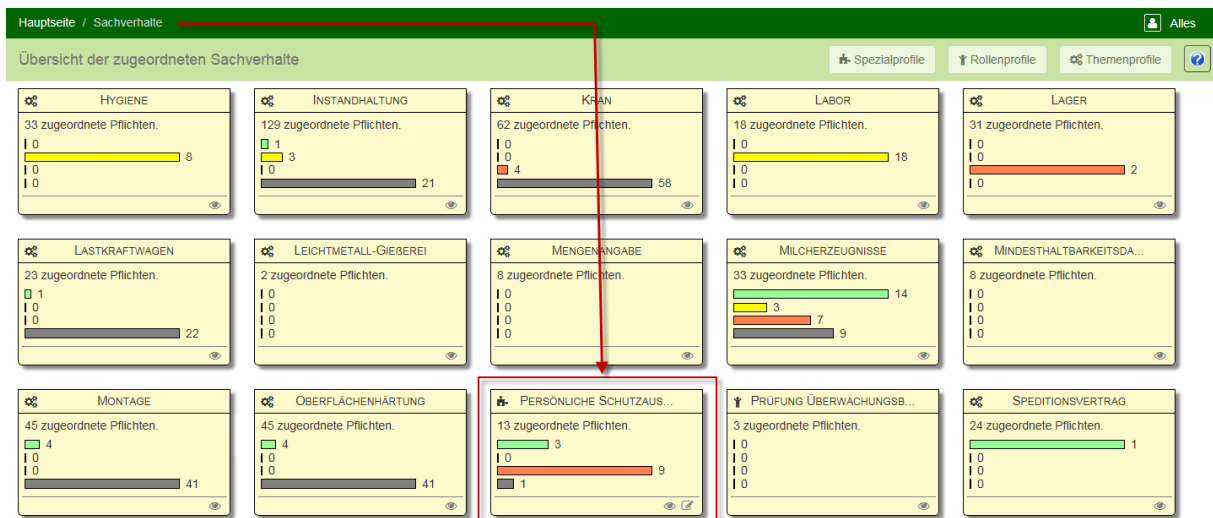 Hauptseite / Sachverhalte
Alles
Übersicht der zugeordneten Sachverhalte
Spezialprofile
Rollenprofile
Themenprofile
HYGIENE
33 zugeordnete Pflichten.
0
8
0
0
INSTANDHALTUNG
129 zugeordnete Pflichten.
1
3
0
21
KRAN
62 zugeordnete Pflichten.
0
0
4
58
LABOR
18 zugeordnete Pflichten.
0
18
0
0
LAGER
31 zugeordnete Pflichten.
0
0
2
0
LASTKRAFTWAGEN
23 zugeordnete Pflichten.
1
0
0
22
LEICHTMETALL-GIEßEREI
2 zugeordnete Pflichten.
0
0
0
0
MENGENANGABE
8 zugeordnete Pflichten.
0
0
0
0
MILCHERZEUGNISSE
33 zugeordnete Pflichten.
14
3
7
9
MINDESTHALTBARKEITSDA...
8 zugeordnete Pflichten.
0
0
0
0
MONTAGE
45 zugeordnete Pflichten.
4
0
0
41
OBERFLÄCHENHÄRTUNG
45 zugeordnete Pflichten.
4
0
0
41
PERSÖNLICHE SCHUTZAUS...
13 zugeordnete Pflichten.
3
0
9
1
PRÜFUNG ÜBERWACHUNGSB...
3 zugeordnete Pflichten.
0
0
0
0
SPEDITIONSVERTRAG
24 zugeordnete Pflichten.
1
0
0
0